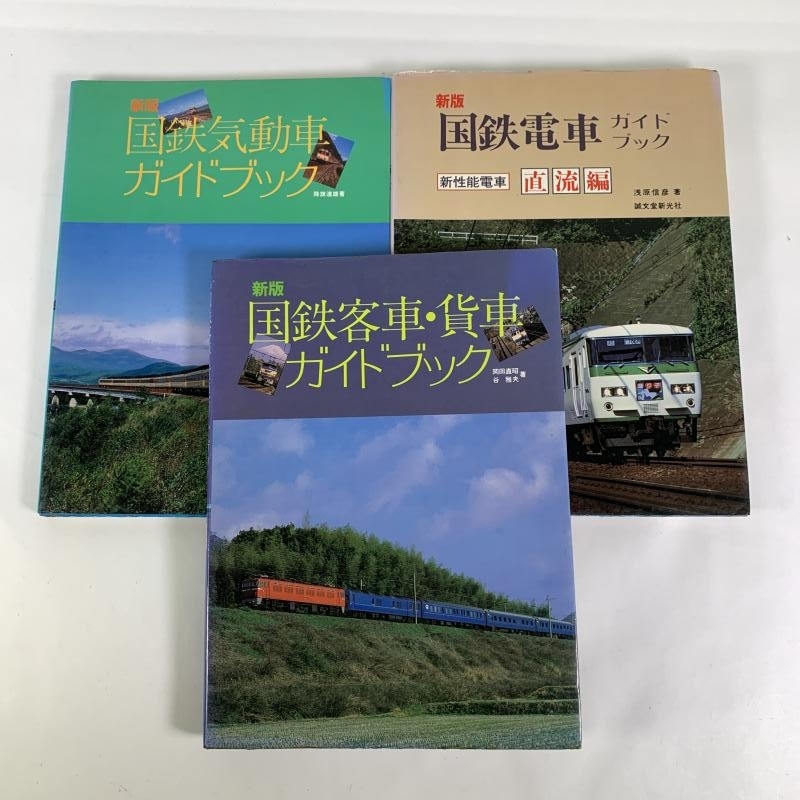 新版
国鉄気動車
ガイドブック
新版
国鉄電車
ガイド
ブック
新性能電車
直流編
浅原信彦 著
誠文堂新光社
新版
国鉄客車・貨車
ガイドブック
岡田直昭
谷 雅夫
著